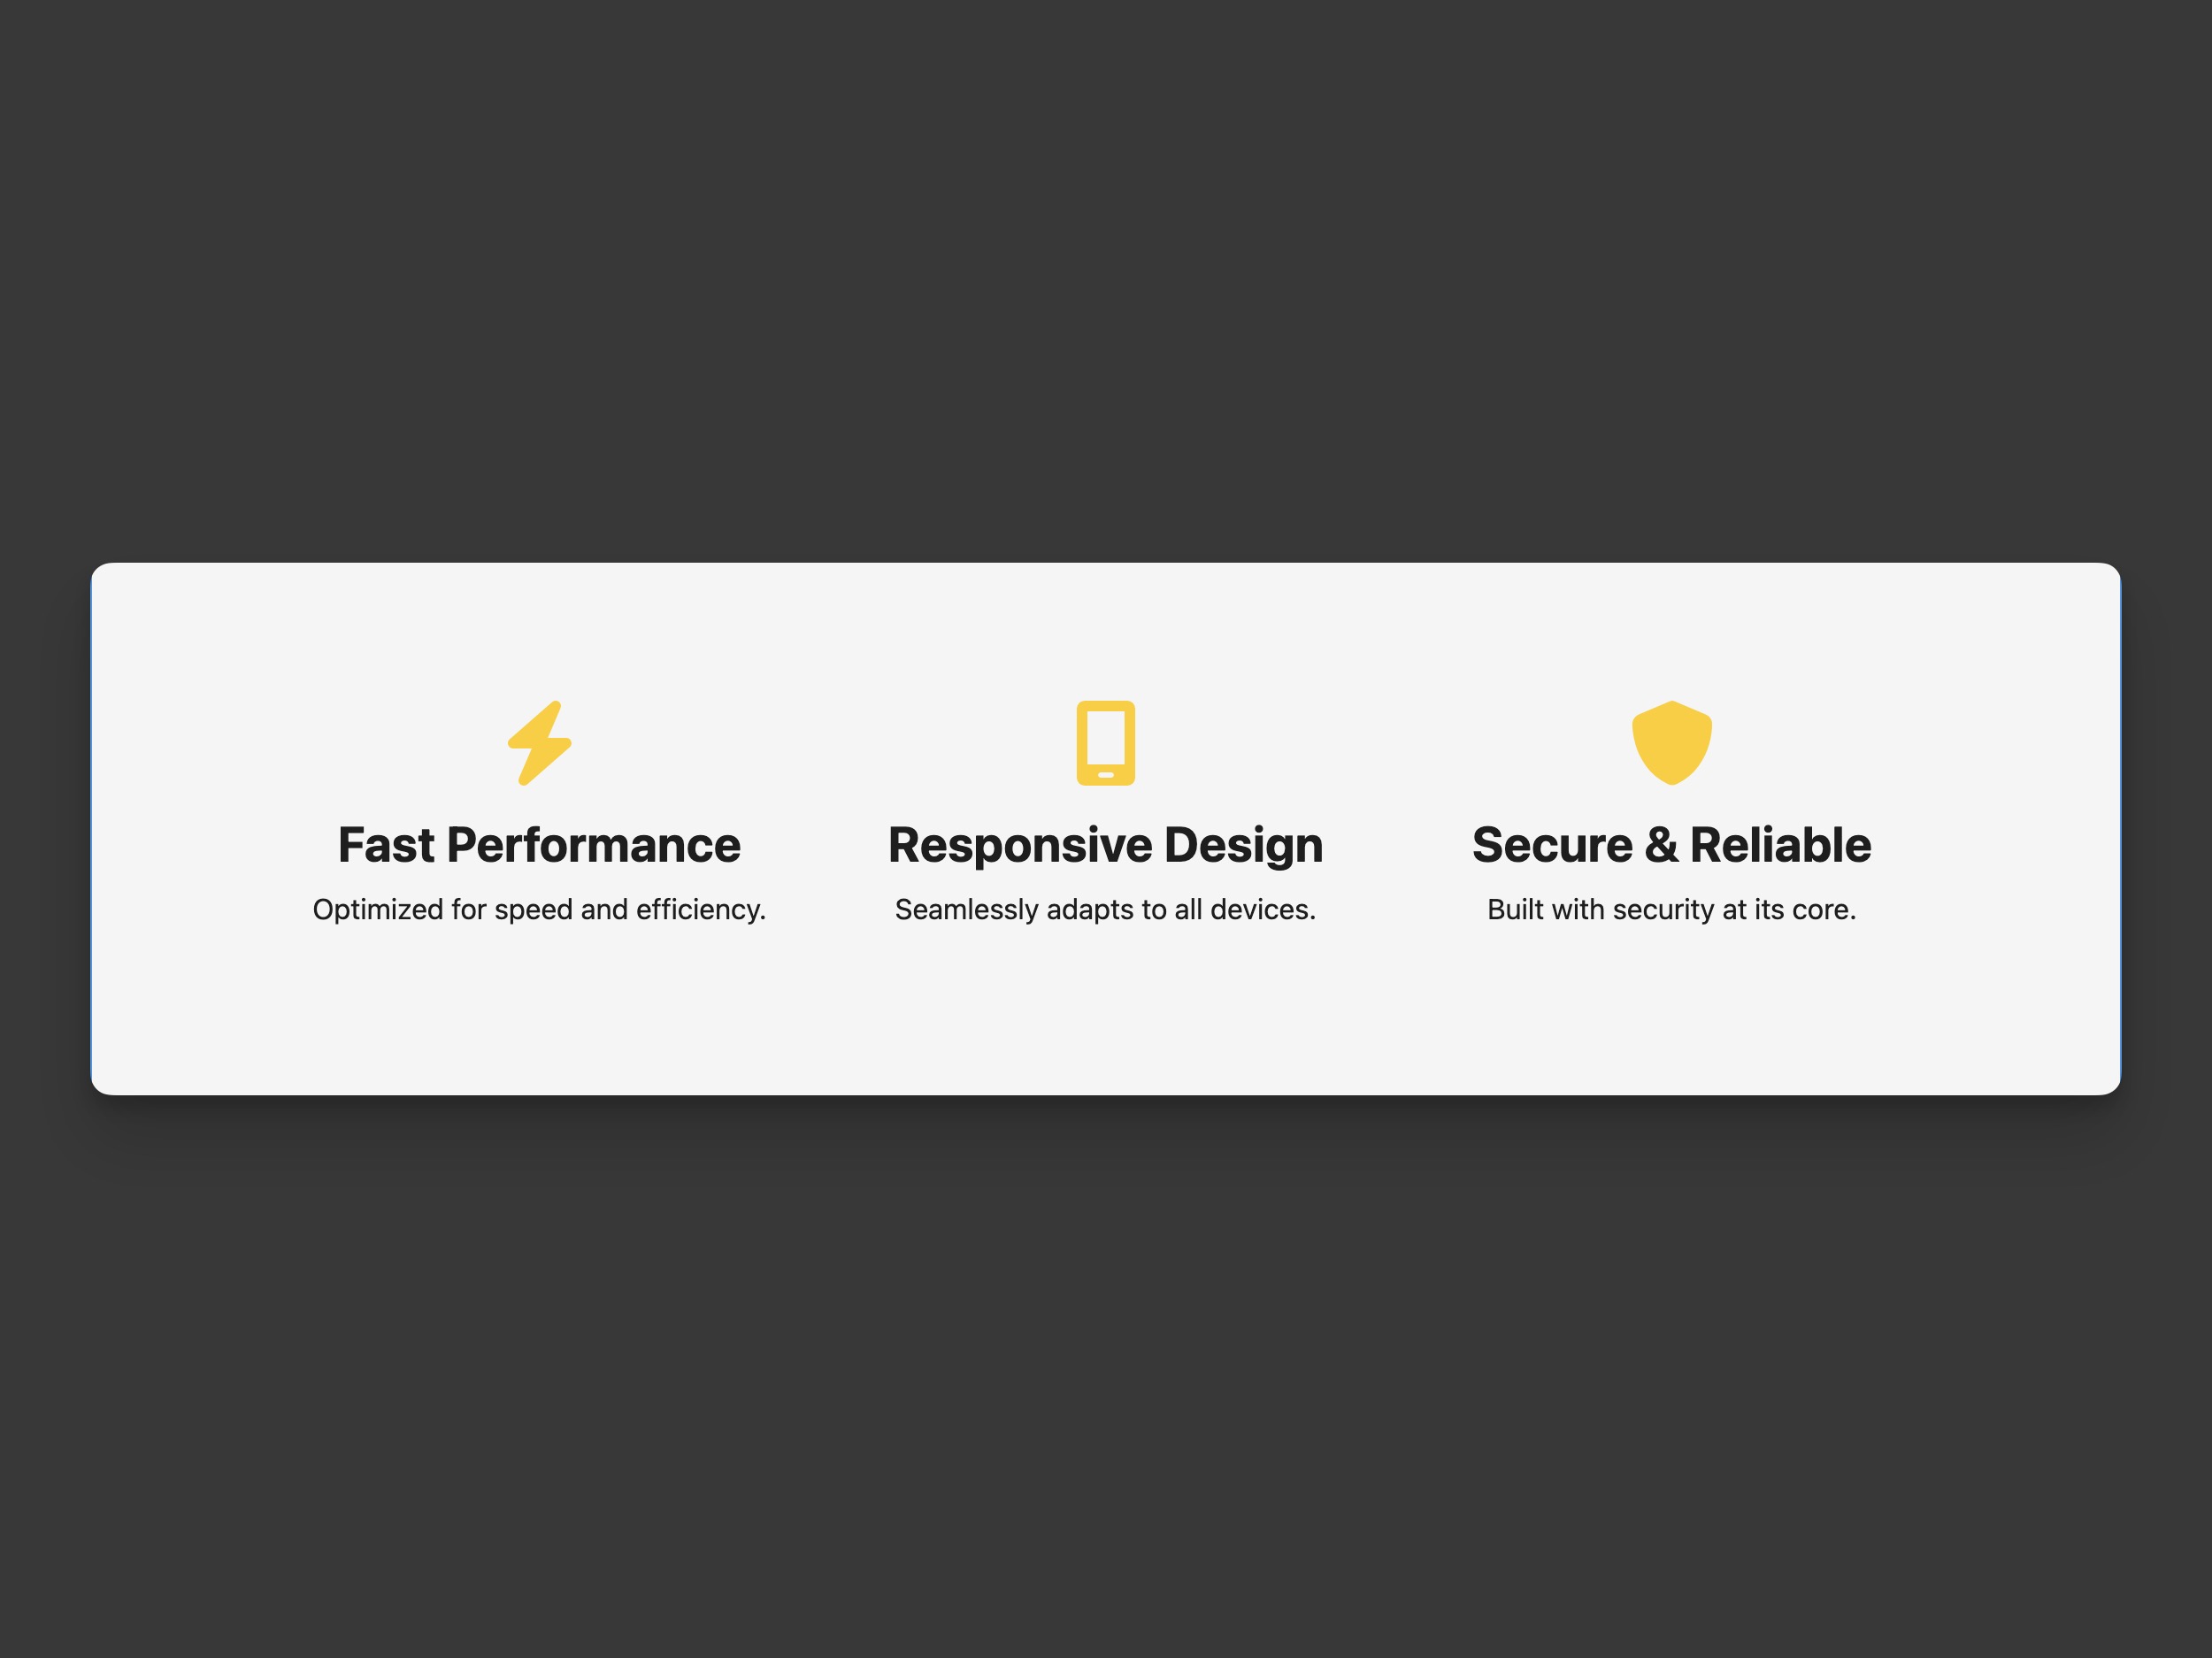 Fast Performance
Optimized for speed and efficiency.
Responsive Design
Seamlessly adapts to all devices.
Secure & Reliable
Built with security at its core.